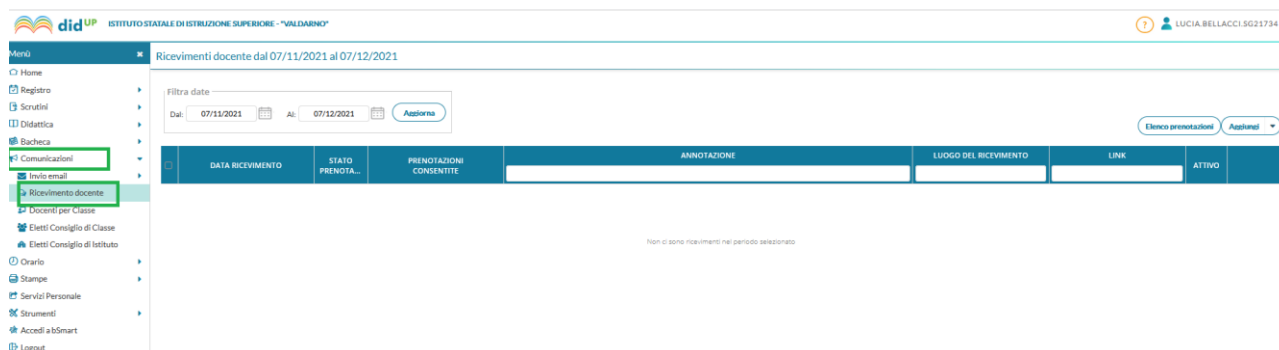 didUP ISTITUTO STATALE DI ISTRUZIONE SUPERIORE - "VALDARNO" ? LUCIA.BELLACCI.SG21734
Menù
Ricevimenti docente dal 07/11/2021 al 07/12/2021
Home
Registro
Scrutini
Didattica
Bacheca
Comunicazioni
Invio email
Ricevimento docente
Docenti per Classe
Eletti Consiglio di Classe
Eletti Consiglio di Istituto
Orario
Stampe
Servizi Personale
Strumenti
Accedi a bSmart
Logout
Filtra date
Dal: 07/11/2021 Al: 07/12/2021 Aggiorna
Elenco prenotazioni Aggiungi
DATA RICEVIMENTO
STATO
PRENOTA...
PRENOTAZIONI
CONSENTITE
ANNOTAZIONE
LUOGO DEL RICEVIMENTO
LINK
ATTIVO
Non ci sono ricevimenti nel periodo selezionato